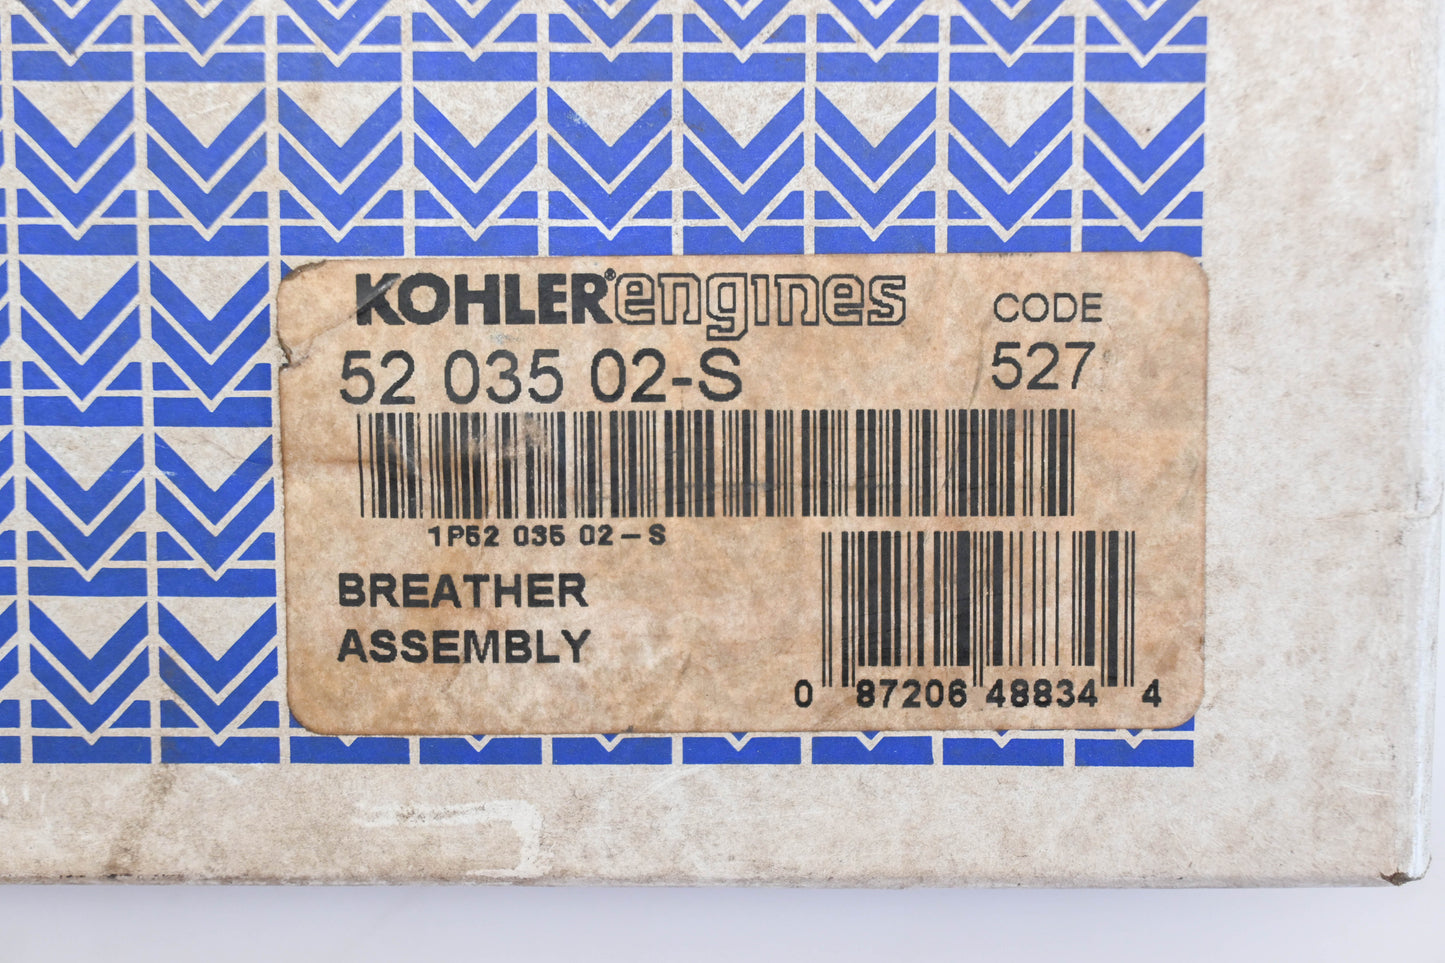 KOHLER® engines
CODE
52 035 02-S
527
1P52 035 02-S
BREATHER
ASSEMBLY
0 87206 48834 4